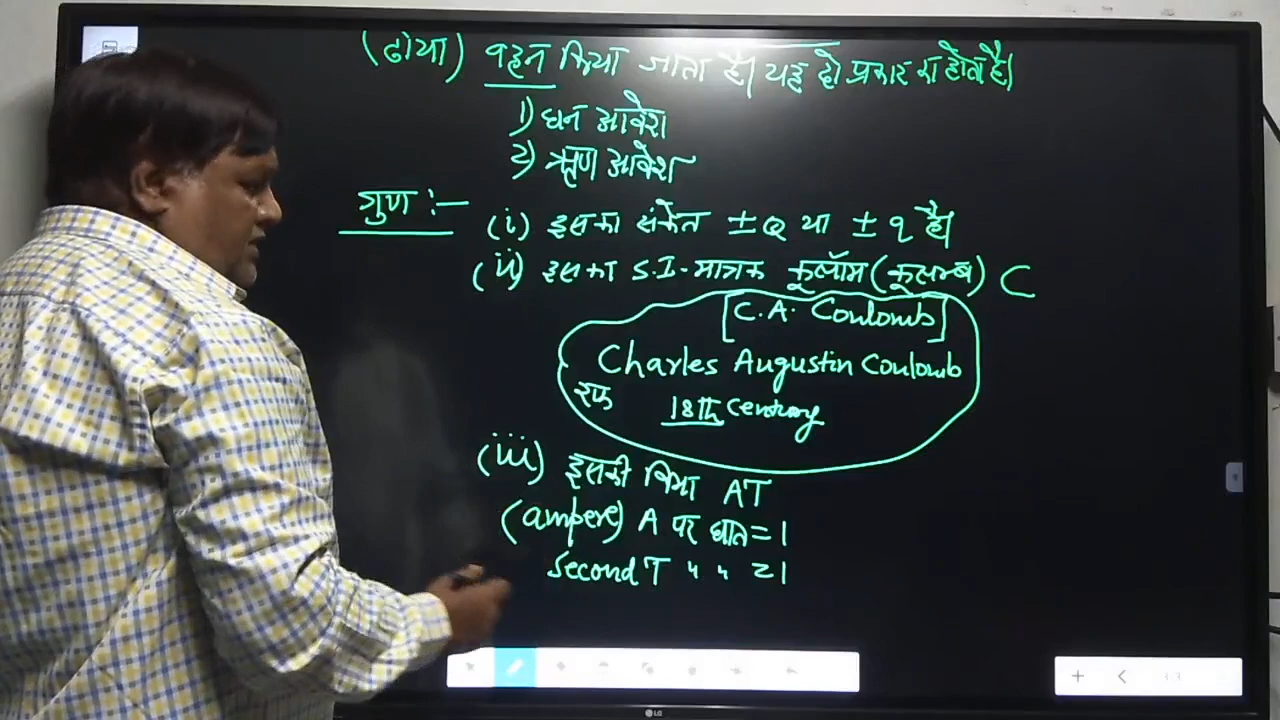 (ढोया) वहन किया जाता है। यह दो प्रकार का होता है।
1) धन आवेश
2) ऋण आवेश
गुण :-
(i) इसका संकेत ±Q या ±q है।
(ii) इसका S.I. मात्रक कूलॉम (कूलम्ब) C
[C.A. Coulomb]
Charles Augustin Coulomb
18th Century
(iii) इसकी विमा AT
(ampere) A पर घात = 1
Second T " " = 1
LG